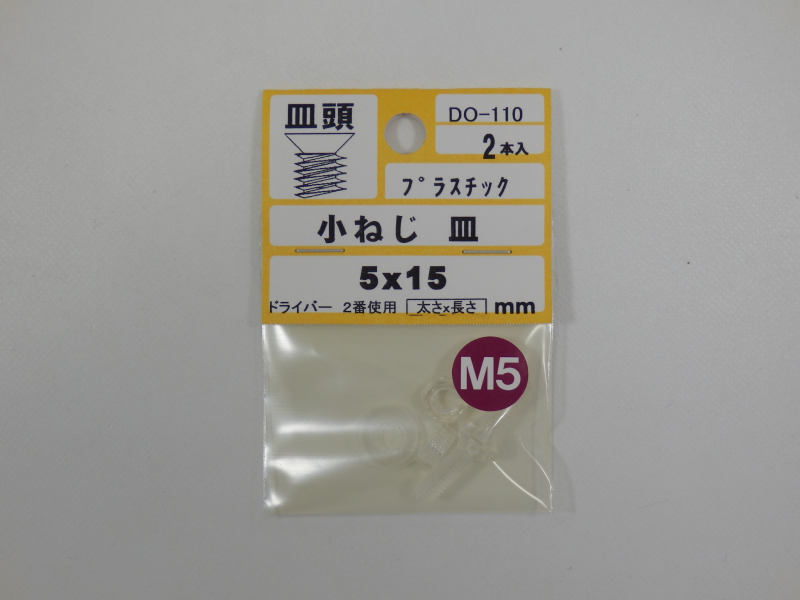 皿頭
DO-110
2本入
プラスチック
小ねじ 皿
5x15
ドライバー 2番使用 太さx長さ mm
M5